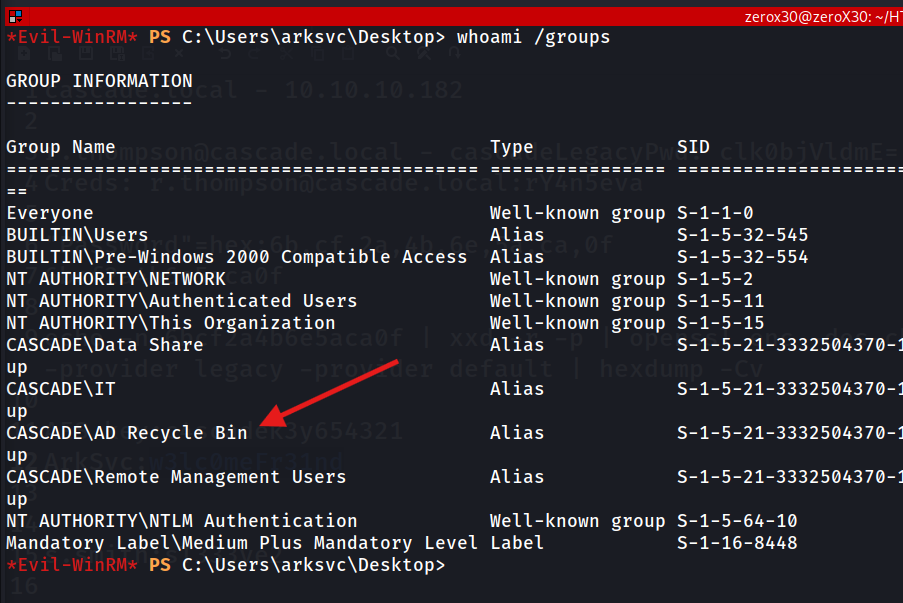 zerox30@zeroX30: ~/HT
*Evil-WinRM* PS C:\Users\arksvc\Desktop> whoami /groups
GROUP INFORMATION
-----------------
Group Name Type SID
========================================== ================ ====================
==
Everyone Well-known group S-1-1-0
BUILTIN\Users Alias S-1-5-32-545
BUILTIN\Pre-Windows 2000 Compatible Access Alias S-1-5-32-554
NT AUTHORITY\NETWORK Well-known group S-1-5-2
NT AUTHORITY\Authenticated Users Well-known group S-1-5-11
NT AUTHORITY\This Organization Well-known group S-1-5-15
CASCADE\Data Share Alias S-1-5-21-3332504370-1
up
CASCADE\IT Alias S-1-5-21-3332504370-1
up
CASCADE\AD Recycle Bin Alias S-1-5-21-3332504370-1
up
CASCADE\Remote Management Users Alias S-1-5-21-3332504370-1
up
NT AUTHORITY\NTLM Authentication Well-known group S-1-5-64-10
Mandatory Label\Medium Plus Mandatory Level Label S-1-16-8448
*Evil-WinRM* PS C:\Users\arksvc\Desktop>